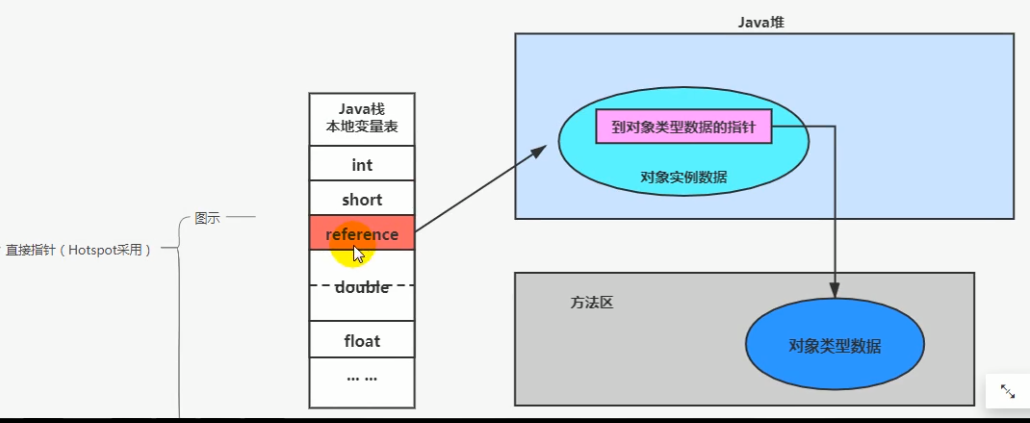 Java堆
Java栈
本地变量表
int
short
reference
double
float
... ...
到对象类型数据的指针
对象实例数据
图示
直接指针（Hotspot采用）
方法区
对象类型数据